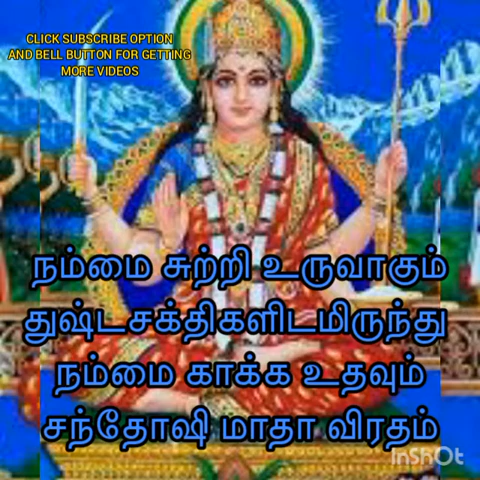 CLICK SUBSCRIBE OPTION
AND BELL BUTTON FOR GETTING
MORE VIDEOS
நம்மை சுற்றி உருவாகும்
துஷ்டசக்திகளிடமிருந்து
நம்மை காக்க உதவும்
சந்தோஷி மாதா விரதம்
InShOt